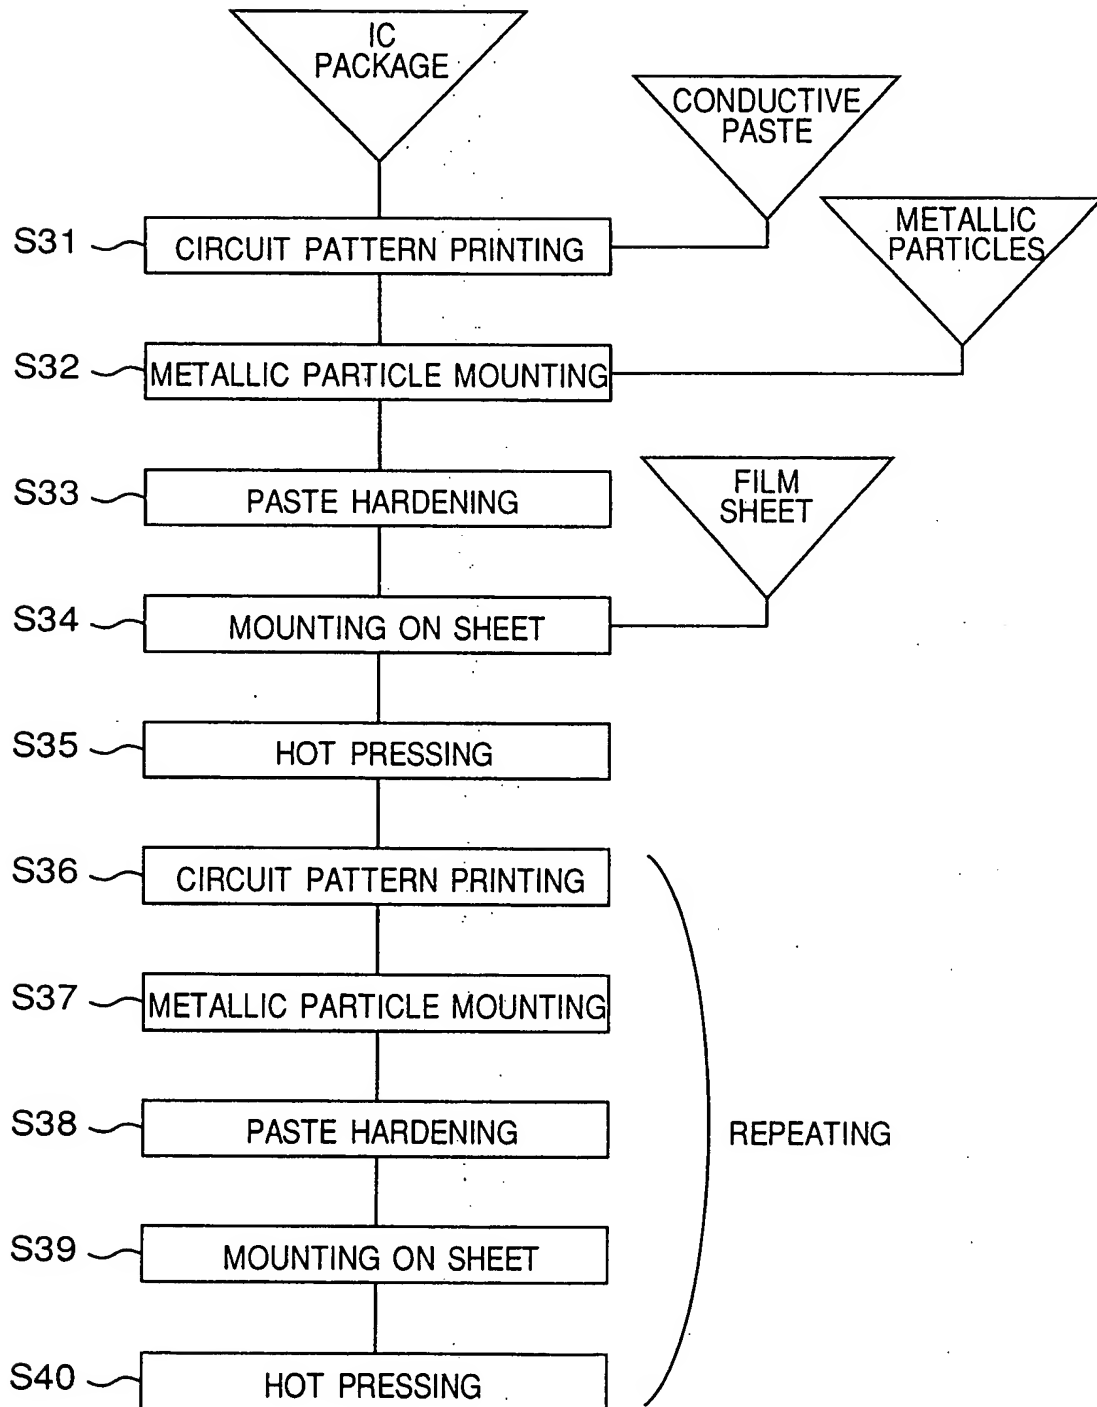 IC
PACKAGE
CONDUCTIVE
PASTE
METALLIC
PARTICLES
S31
CIRCUIT PATTERN PRINTING
S32
METALLIC PARTICLE MOUNTING
S33
PASTE HARDENING
FILM
SHEET
S34
MOUNTING ON SHEET
S35
HOT PRESSING
S36
CIRCUIT PATTERN PRINTING
S37
METALLIC PARTICLE MOUNTING
S38
PASTE HARDENING
REPEATING
S39
MOUNTING ON SHEET
S40
HOT PRESSING